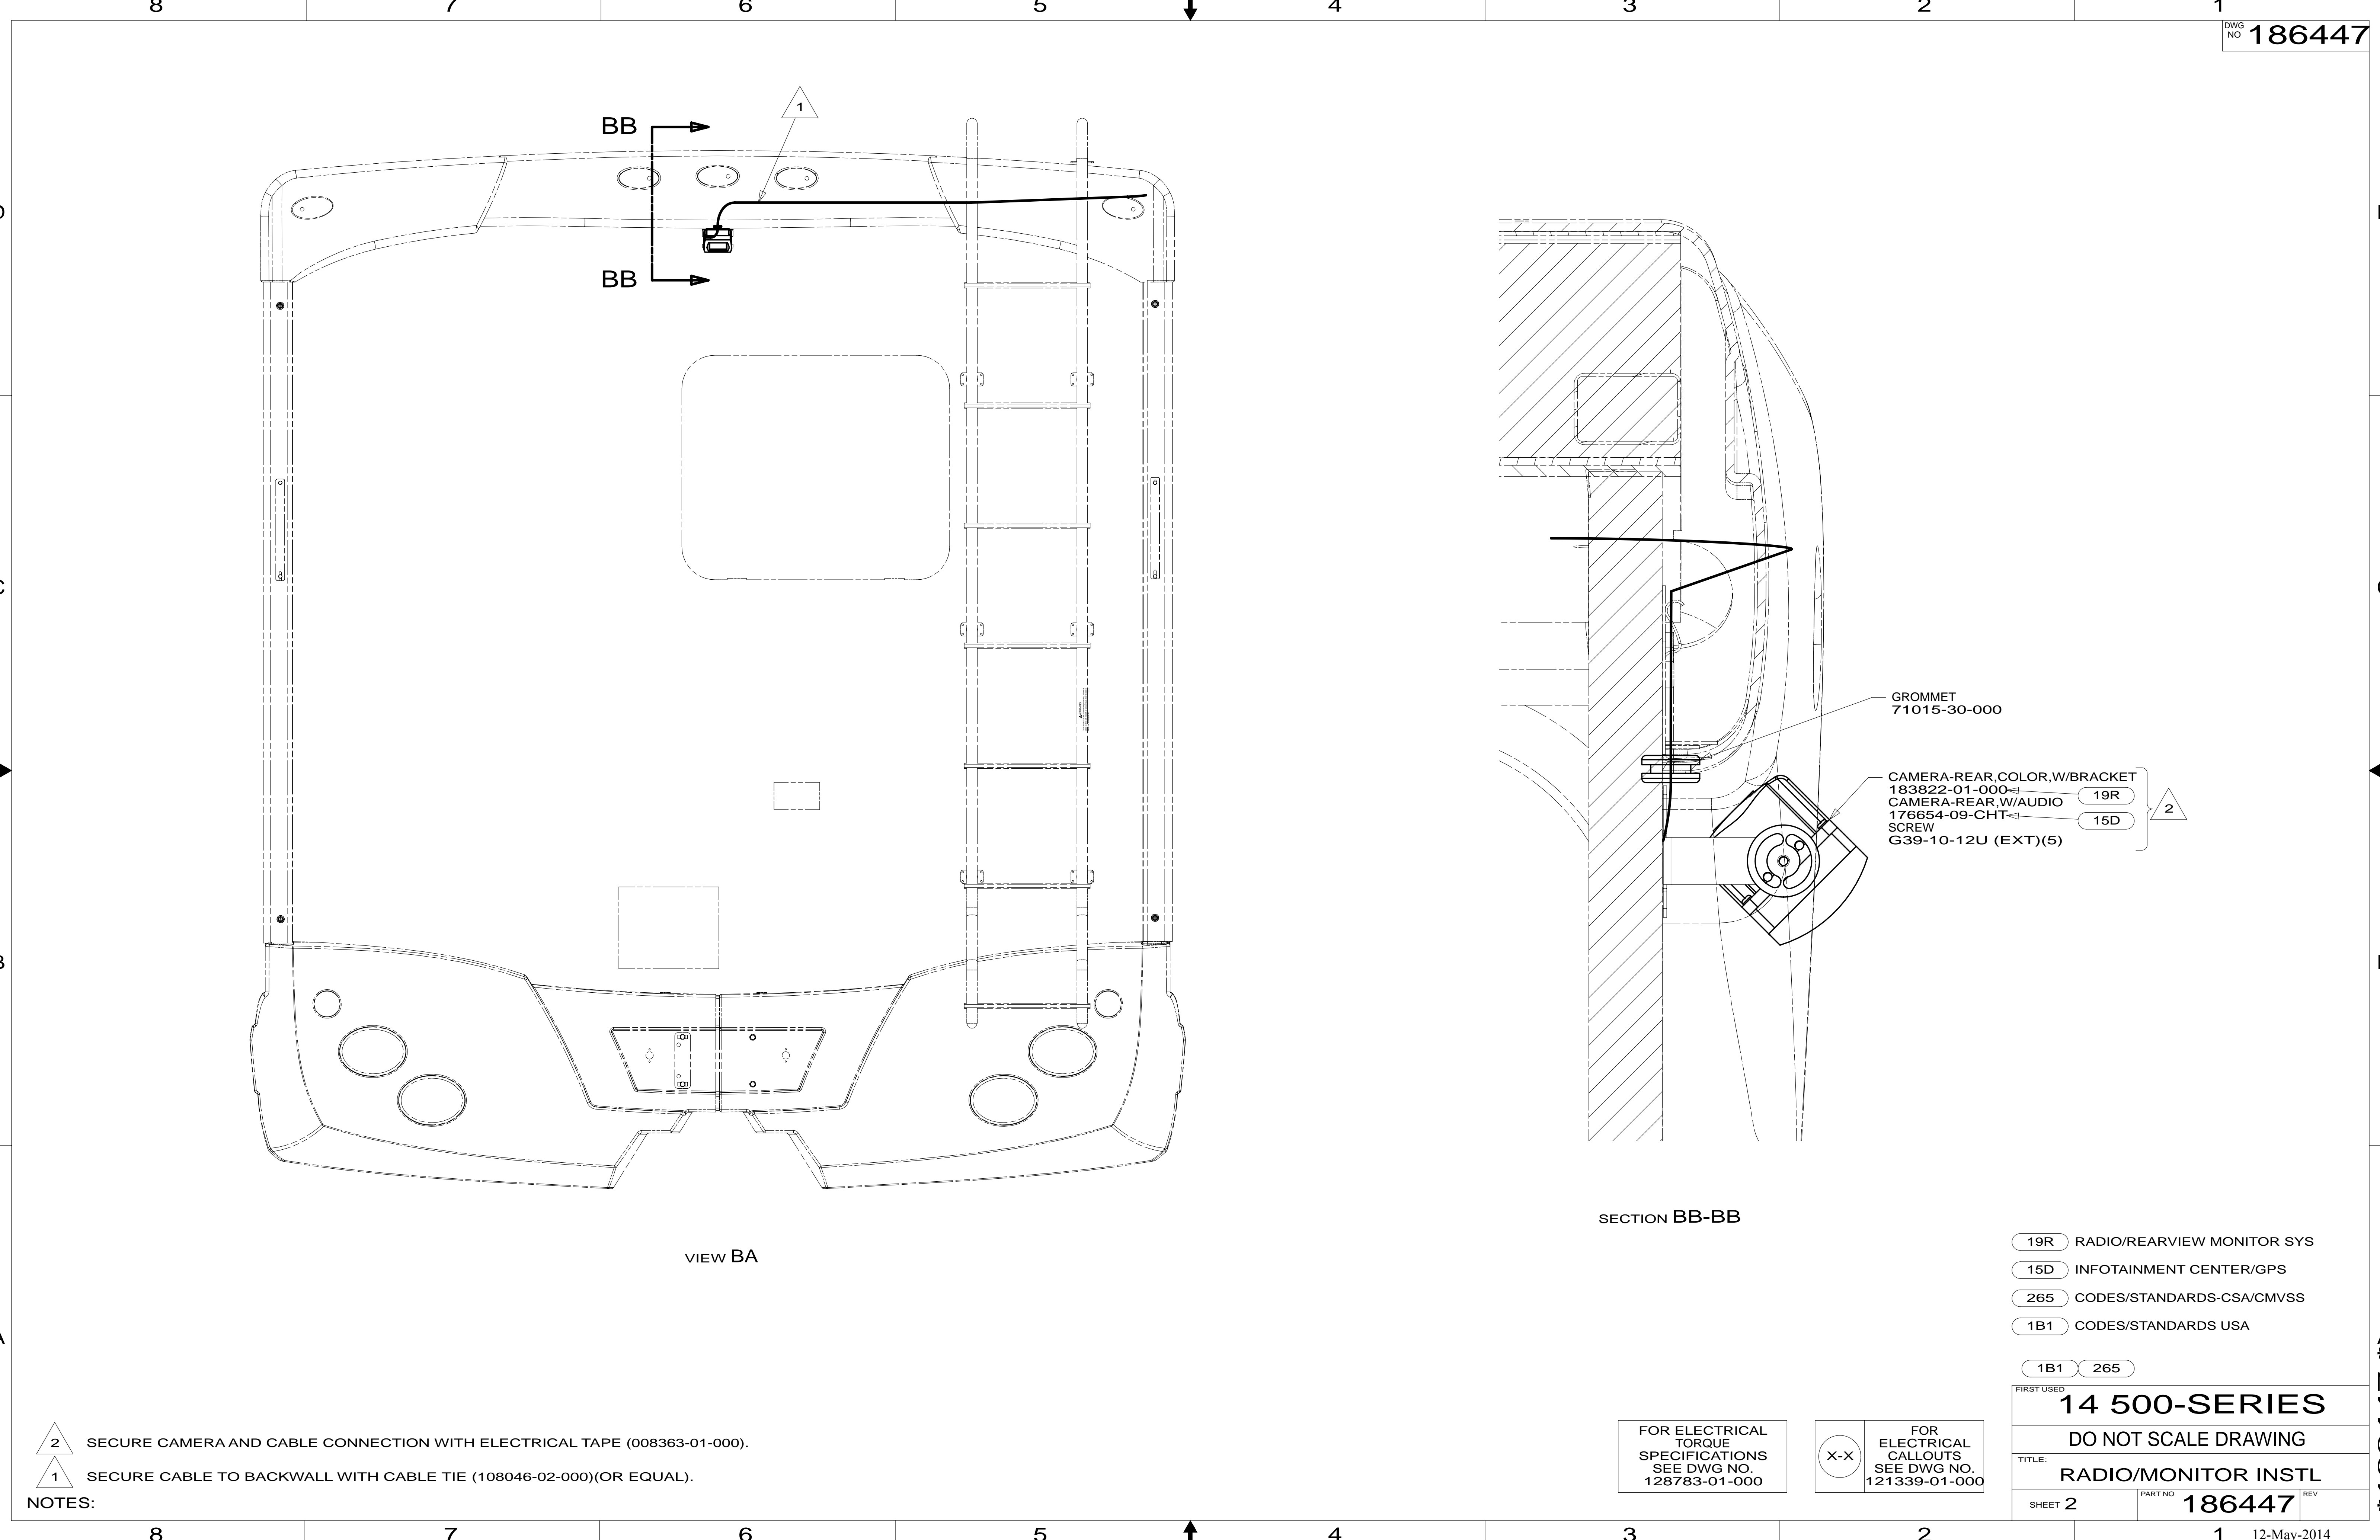 8 7 6 5 4 3 2 1
DWG NO 186447
1
BB
BB
GROMMET
71015-30-000
CAMERA-REAR,COLOR,W/BRACKET
183822-01-000
19R
CAMERA-REAR,W/AUDIO
176654-09-CHT
15D
SCREW
G39-10-12U (EXT)(5)
2
C
SECTION BB-BB
VIEW BA
19R RADIO/REARVIEW MONITOR SYS
15D INFOTAINMENT CENTER/GPS
265 CODES/STANDARDS-CSA/CMVSS
1B1 CODES/STANDARDS USA
1B1 265
FIRST USED
14 500-SERIES
DO NOT SCALE DRAWING
TITLE:
RADIO/MONITOR INSTL
SHEET 2
PART NO 186447
REV
FOR ELECTRICAL
TORQUE
SPECIFICATIONS
SEE DWG NO.
128783-01-000
X-X
FOR
ELECTRICAL
CALLOUTS
SEE DWG NO.
121339-01-000
2 SECURE CAMERA AND CABLE CONNECTION WITH ELECTRICAL TAPE (008363-01-000).
1 SECURE CABLE TO BACKWALL WITH CABLE TIE (108046-02-000)(OR EQUAL).
NOTES:
8 7 6 5 4 3 2 1
12-May-2014